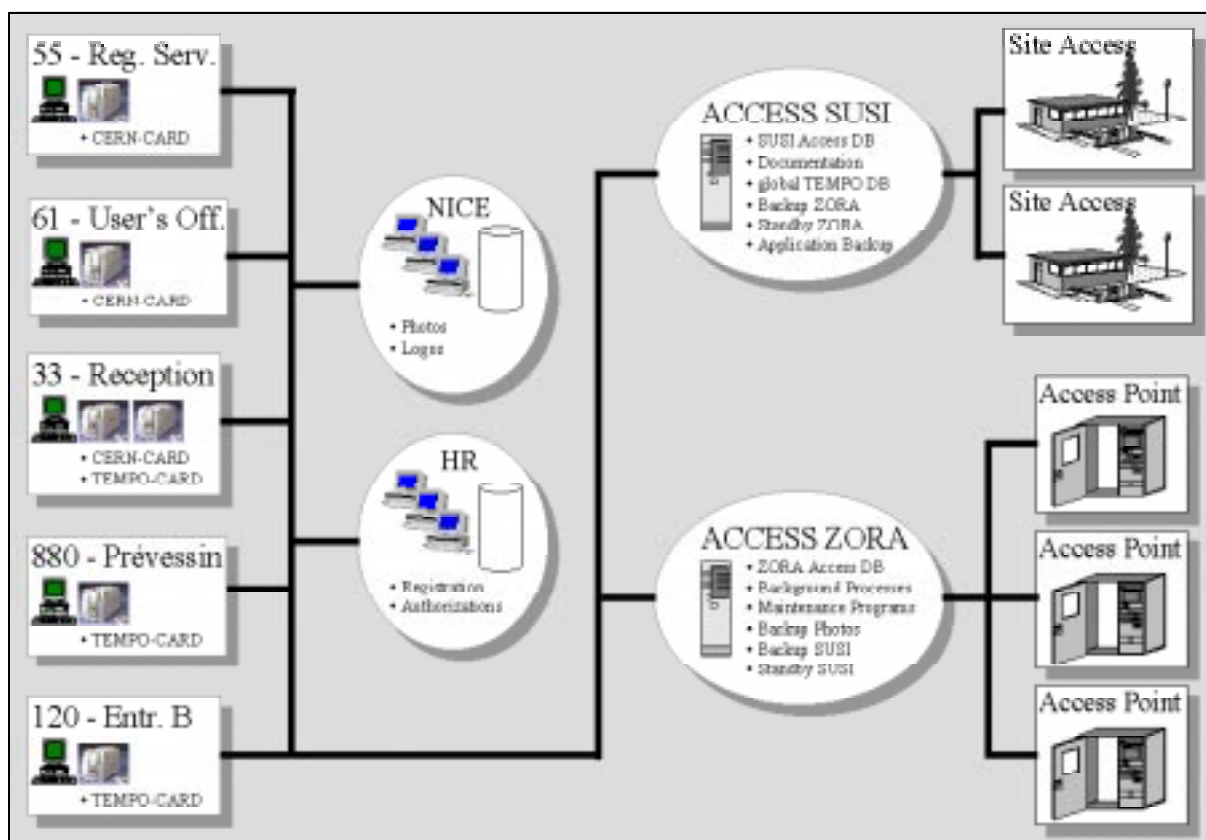 55 - Reg. Serv.
• CERN-CARD
61 - User's Off.
• CERN-CARD
33 - Reception
• CERN-CARD
• TEMPO-CARD
880 - Prévessin
• TEMPO-CARD
120 - Entr. B
• TEMPO-CARD
NICE
• Photos
• Logos
HR
• Registration
• Authorizations
ACCESS SUSI
• SUSI Access DB
• Documentation
• global TEMPO DB
• Backup ZORA
• Standby ZORA
• Application Backup
ACCESS ZORA
• ZORA Access DB
• Background Processes
• Maintenance Programs
• Backup Photos
• Backup SUSI
• Standby SUSI
Site Access
Site Access
Access Point
Access Point
Access Point